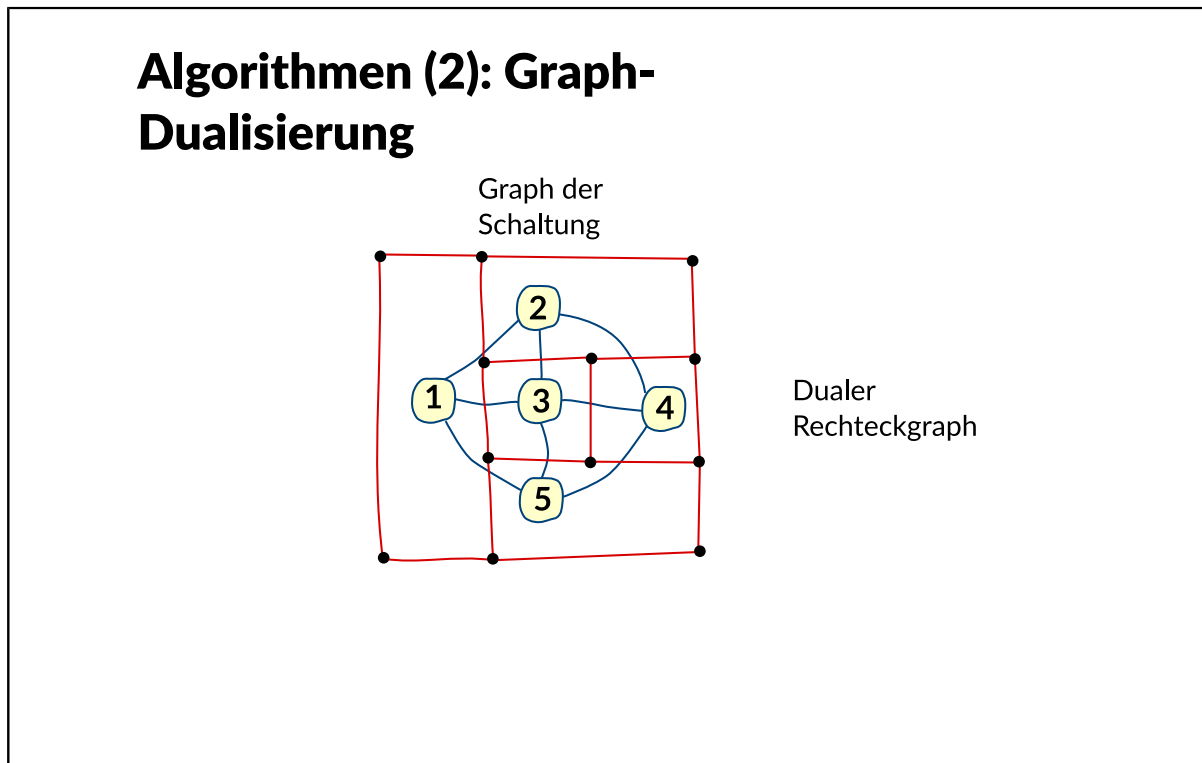 Algorithmen (2): Graph-
Dualisierung
Graph der
Schaltung
2
1
3
4
5
Dualer
Rechteckgraph